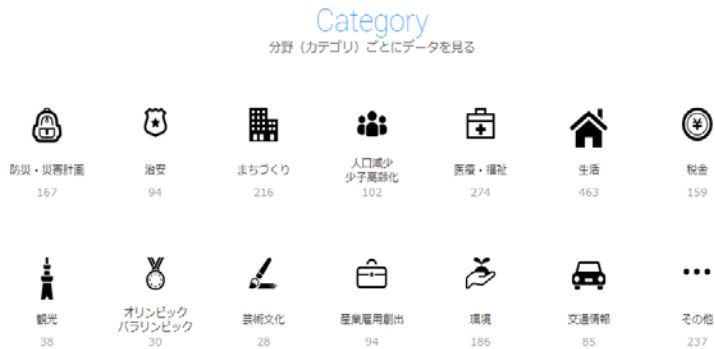 Category
分野（カテゴリ）ごとにデータを見る
防災・災害計画
167
治安
94
まちづくり
216
人口減少
少子高齢化
102
医療・福祉
274
生活
463
税金
159
観光
38
オリンピック
パラリンピック
30
芸術文化
28
産業雇用創出
94
環境
186
交通情報
85
その他
237